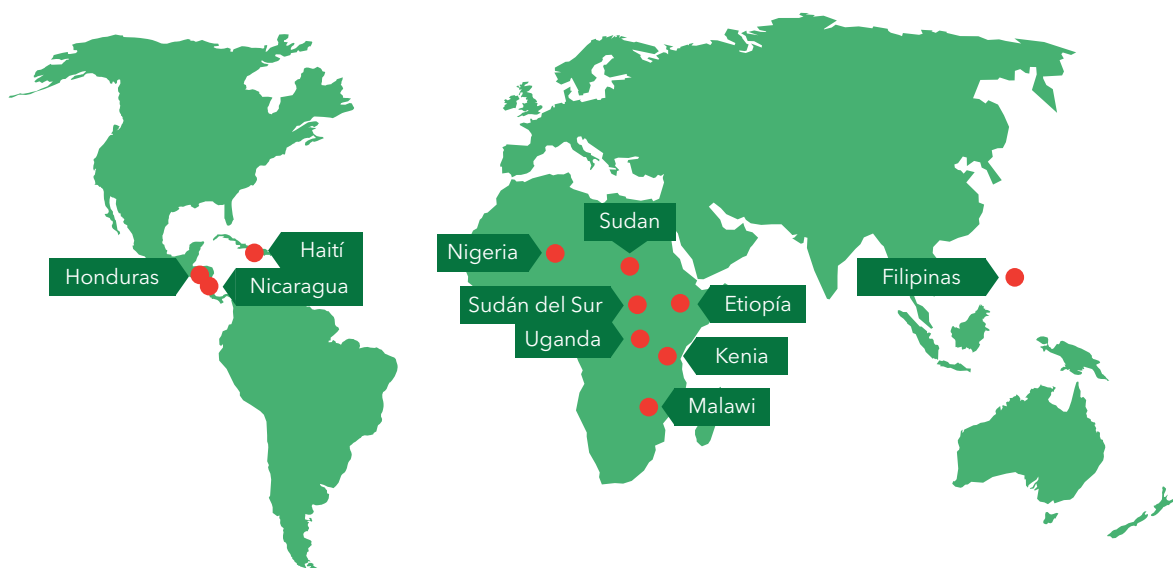 Sudan
Haití
Nigeria
Honduras
Filipinas
Nicaragua
Sudán del Sur
Etiopía
Uganda
Kenia
Malawi